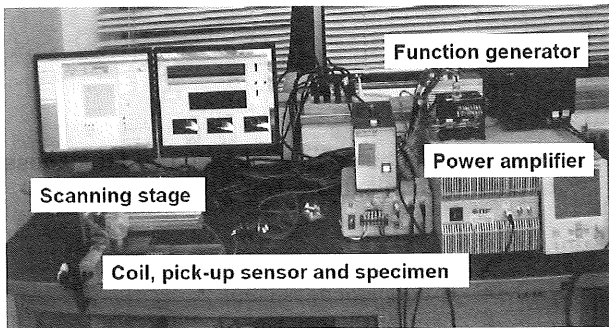 Function generator
Power amplifier
Scanning stage
Coil, pick-up sensor and specimen